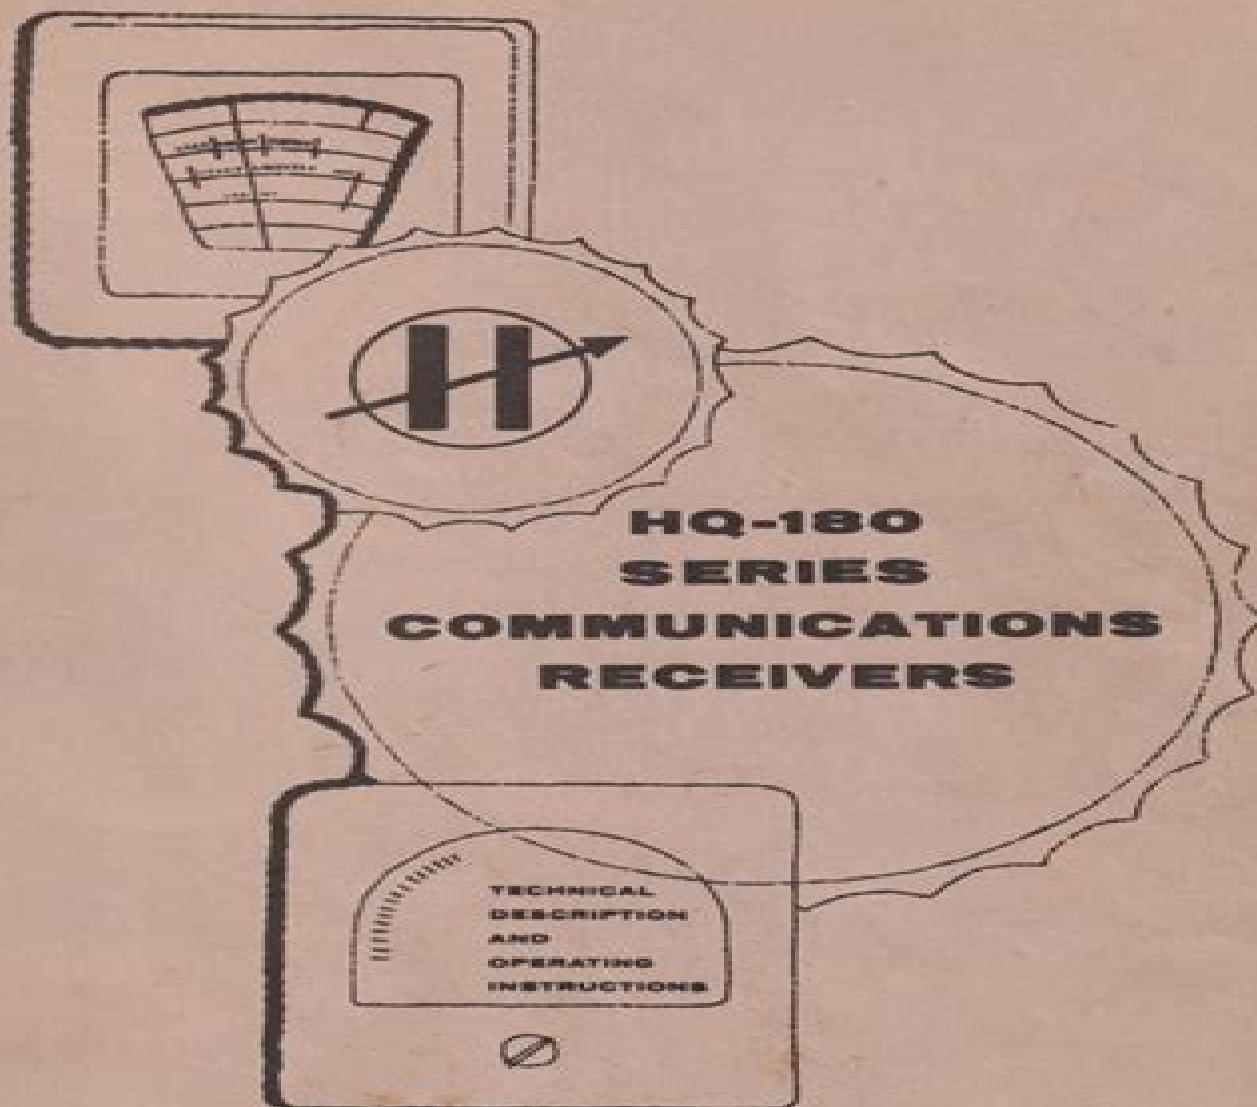 H
HQ-180
SERIES
COMMUNICATIONS
RECEIVERS
TECHNICAL
DESCRIPTION
AND
OPERATING
INSTRUCTIONS